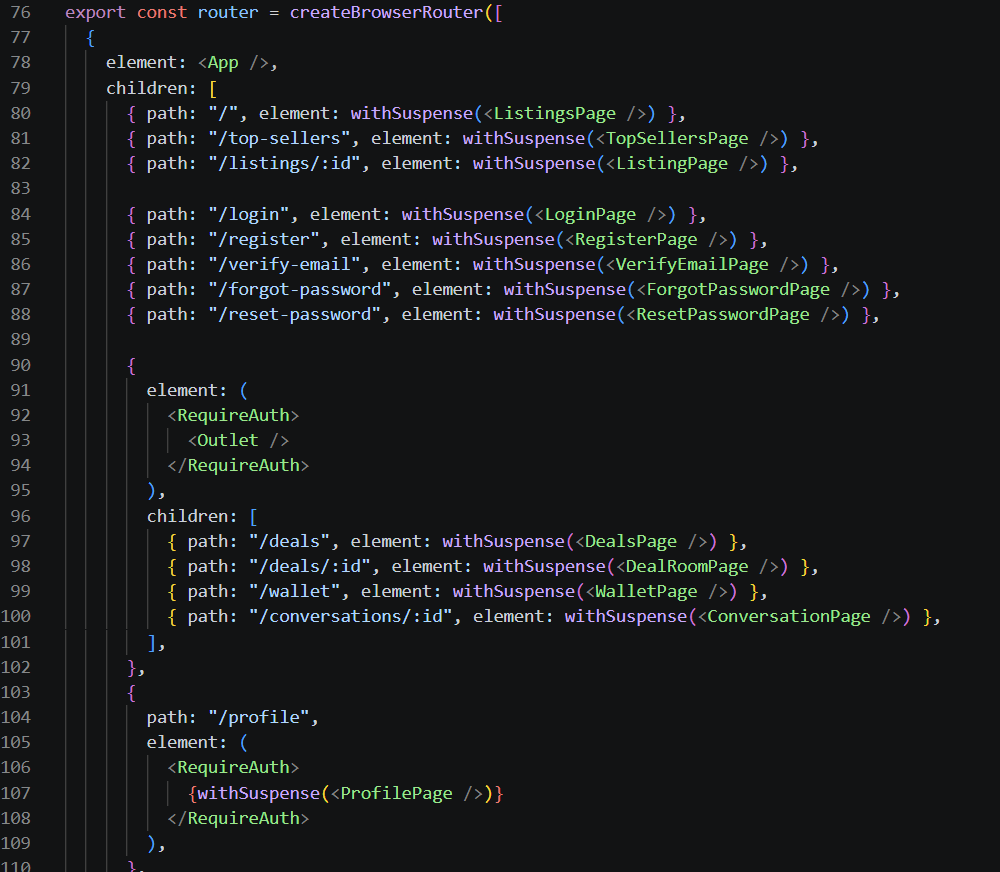 76 export const router = createBrowserRouter([
77 {
78 element: <App />,
79 children: [
80 { path: "/", element: withSuspense(<ListingsPage />) },
81 { path: "/top-sellers", element: withSuspense(<TopSellersPage />) },
82 { path: "/listings/:id", element: withSuspense(<ListingPage />) },
83
84 { path: "/login", element: withSuspense(<LoginPage />) },
85 { path: "/register", element: withSuspense(<RegisterPage />) },
86 { path: "/verify-email", element: withSuspense(<VerifyEmailPage />) },
87 { path: "/forgot-password", element: withSuspense(<ForgotPasswordPage />) },
88 { path: "/reset-password", element: withSuspense(<ResetPasswordPage />) },
89
90 {
91 element: (
92 <RequireAuth>
93 <Outlet />
94 </RequireAuth>
95 ),
96 children: [
97 { path: "/deals", element: withSuspense(<DealsPage />) },
98 { path: "/deals/:id", element: withSuspense(<DealRoomPage />) },
99 { path: "/wallet", element: withSuspense(<WalletPage />) },
100 { path: "/conversations/:id", element: withSuspense(<ConversationPage />) },
101 ],
102 },
103 {
104 path: "/profile",
105 element: (
106 <RequireAuth>
107 {withSuspense(<ProfilePage />)}
108 </RequireAuth>
109 ),
110 },